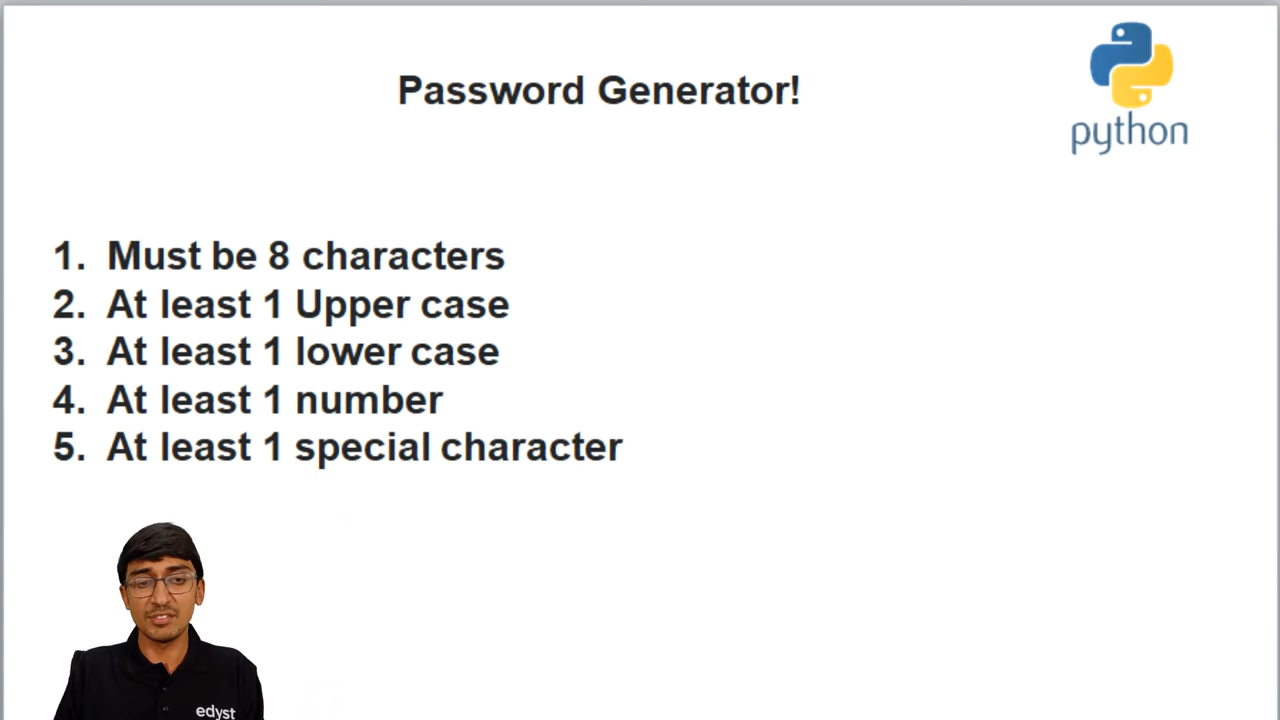 Password Generator!
python
1. Must be 8 characters
2. At least 1 Upper case
3. At least 1 lower case
4. At least 1 number
5. At least 1 special character
edyst